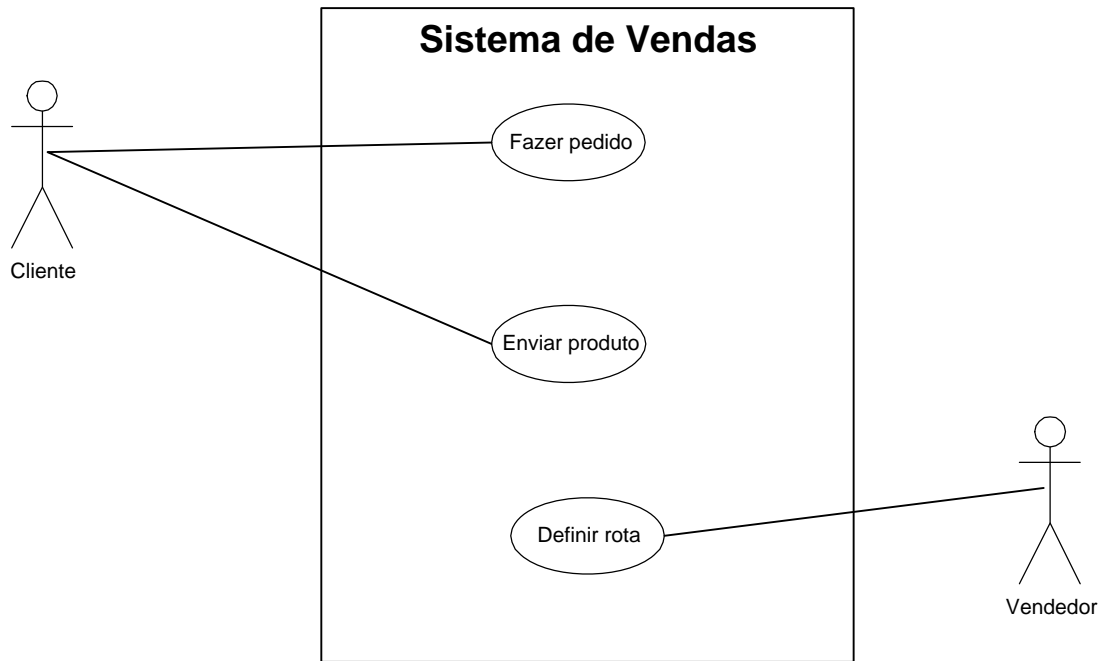 Sistema de Vendas
Fazer pedido
Cliente
Enviar produto
Definir rota
Vendedor